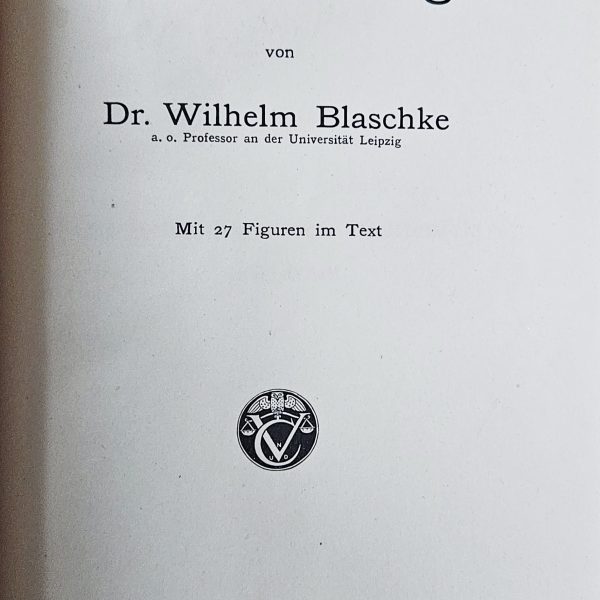 von
Dr. Wilhelm Blaschke
a. o. Professor an der Universität Leipzig
Mit 27 Figuren im Text
V C
N
U D